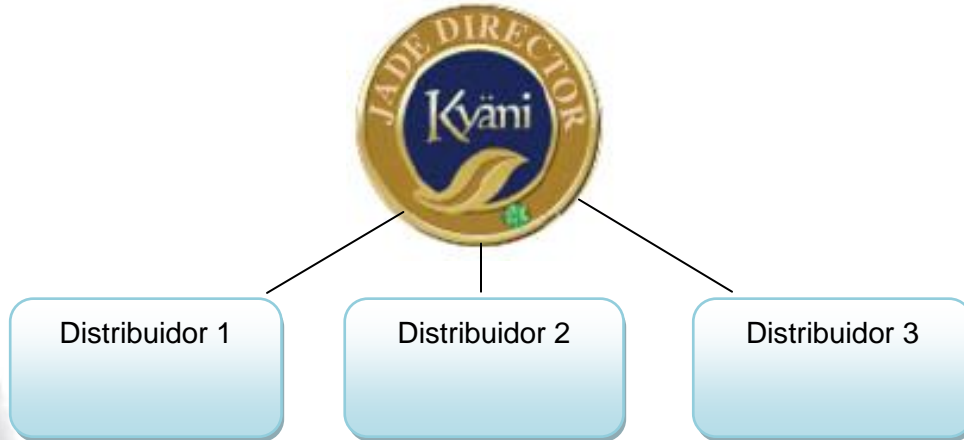 JADE DIRECTOR
Kyäni
Distribuidor 1
Distribuidor 2
Distribuidor 3